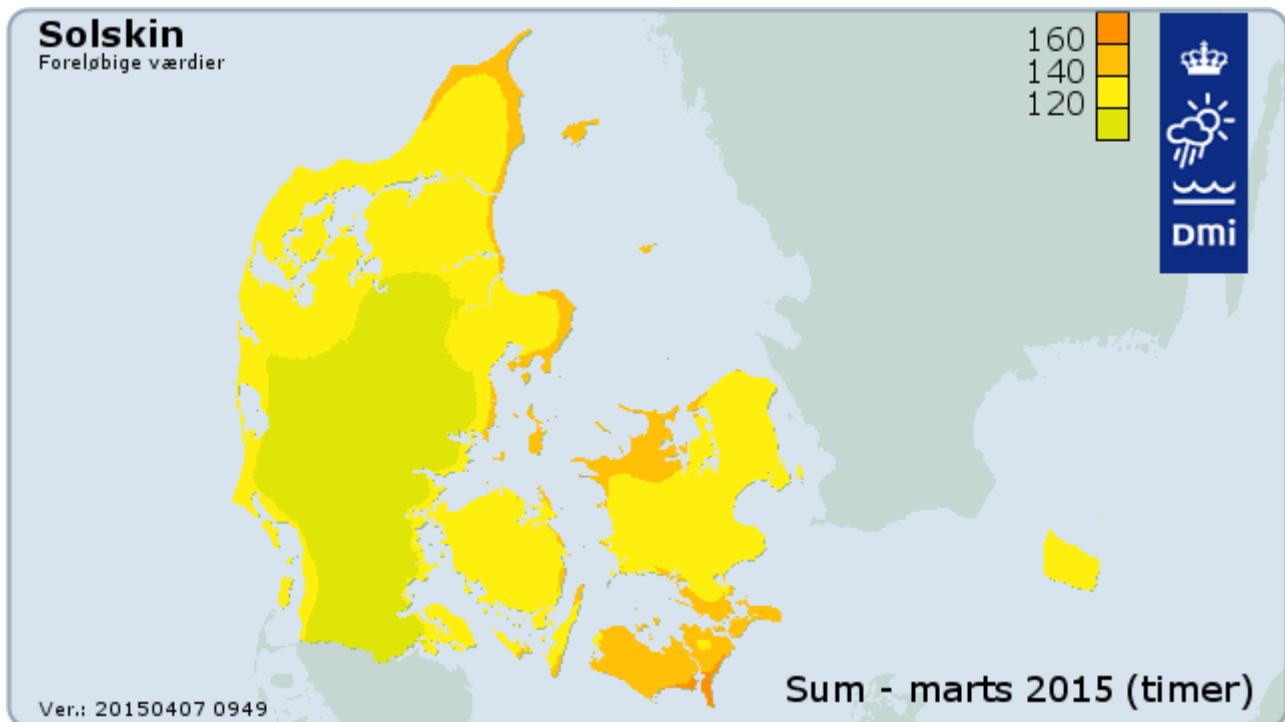 Solskin
Foreløbige værdier
160
140
120
DMi
Sum - marts 2015 (timer)
Ver.: 20150407 0949